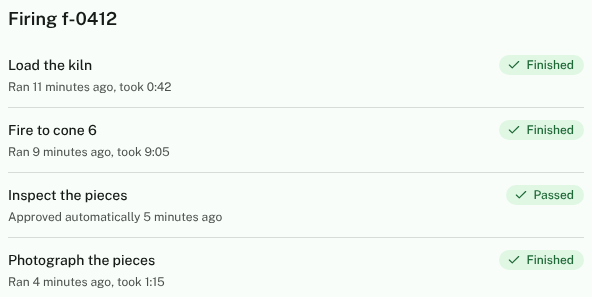 Firing f-0412
Load the kiln
Finished
Ran 11 minutes ago, took 0:42
Fire to cone 6
Finished
Ran 9 minutes ago, took 9:05
Inspect the pieces
Passed
Approved automatically 5 minutes ago
Photograph the pieces
Finished
Ran 4 minutes ago, took 1:15